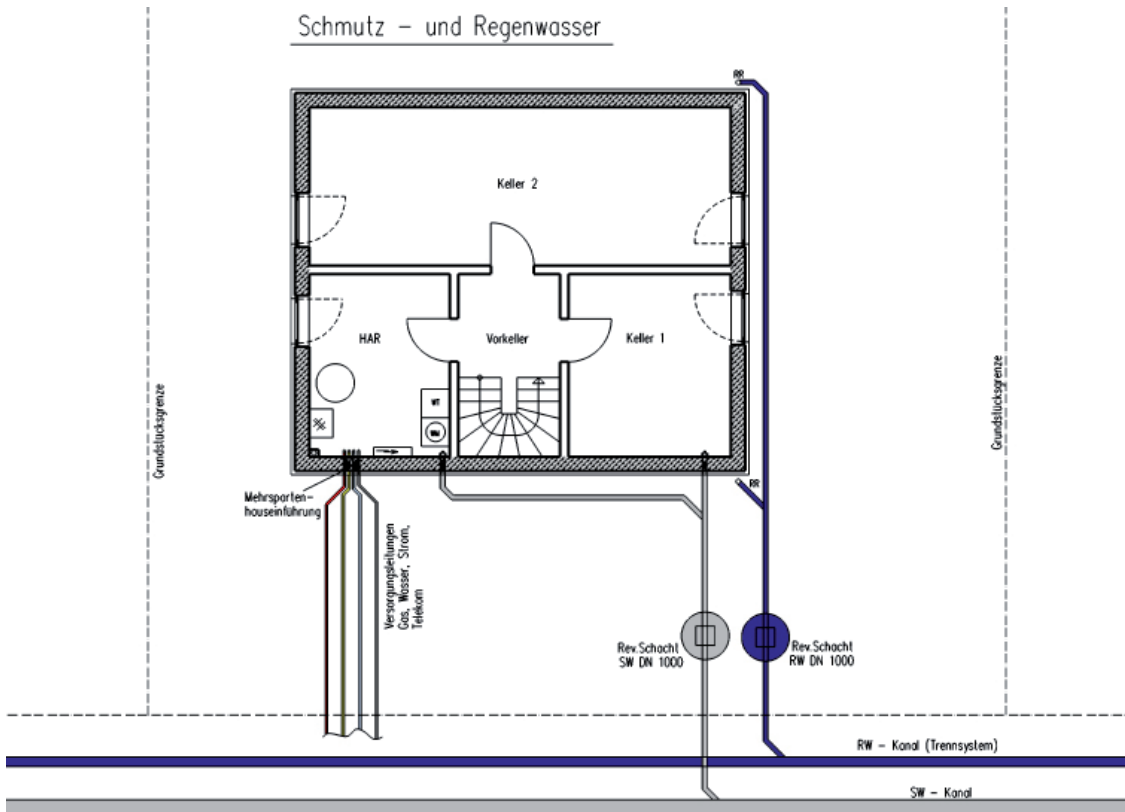 Schmutz - und Regenwasser
RR
Keller 2
HAR
Vorkeller
Keller 1
Grundstücksgrenze
Grundstücksgrenze
WT
Mehrsparten-
hauseinführung
RR
Versorgungsleitungen
Gas, Wasser, Strom,
Telekom
Rev.Schacht
SW DN 1000
Rev.Schacht
RW DN 1000
RW - Kanal (Trennsystem)
SW - Kanal